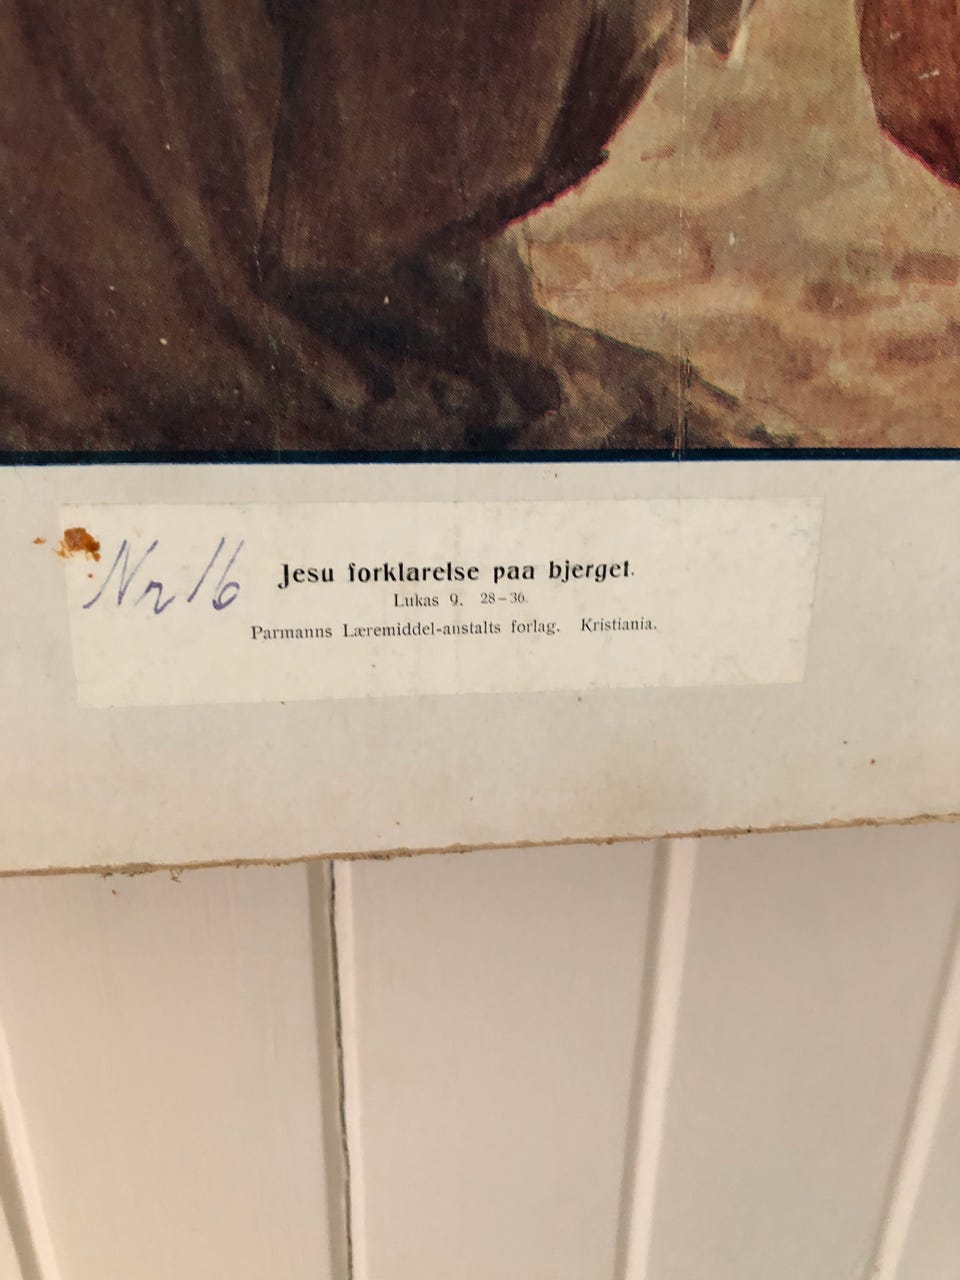 Nr 16
Jesu forklarelse paa bjerget.
Lukas 9. 28–36.
Parmanns Læremiddel-anstalts forlag. Kristiania.